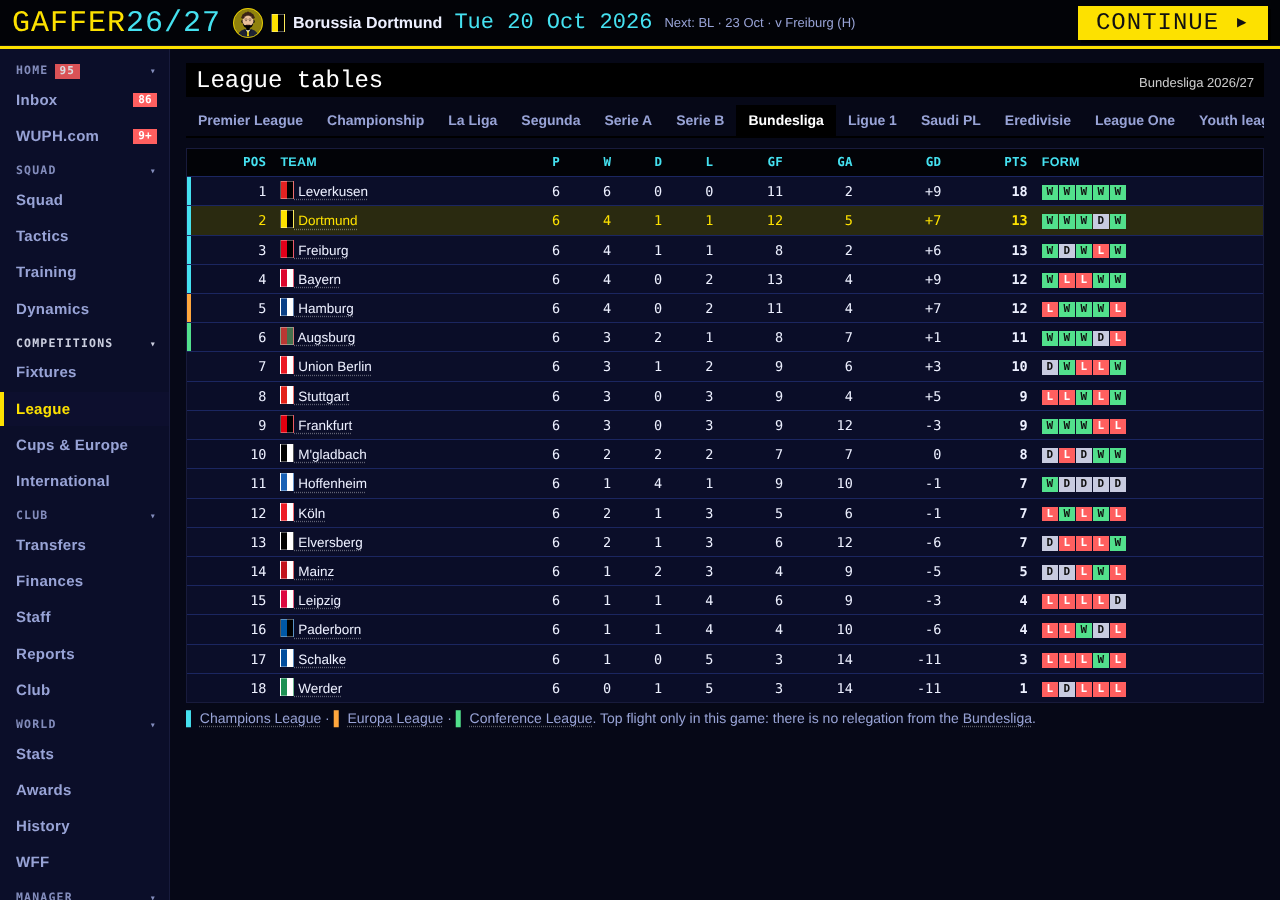 GAFFER26/27 Borussia Dortmund Tue 20 Oct 2026 Next: BL · 23 Oct · v Freiburg (H) CONTINUE ►
HOME 95 ▾
Inbox 86
WUPH.com 9+
SQUAD ▾
Squad
Tactics
Training
Dynamics
COMPETITIONS ▾
Fixtures
League
Cups & Europe
International
CLUB ▾
Transfers
Finances
Staff
Reports
Club
WORLD ▾
Stats
Awards
History
WFF
MANAGER ▾
League tables Bundesliga 2026/27
Premier League Championship La Liga Segunda Serie A Serie B Bundesliga Ligue 1 Saudi PL Eredivisie League One Youth leag
POS TEAM P W D L GF GA GD PTS FORM
1 Leverkusen 6 6 0 0 11 2 +9 18 W W W W W
2 Dortmund 6 4 1 1 12 5 +7 13 W W W D W
3 Freiburg 6 4 1 1 8 2 +6 13 W D W L W
4 Bayern 6 4 0 2 13 4 +9 12 W L L W W
5 Hamburg 6 4 0 2 11 4 +7 12 L W W W L
6 Augsburg 6 3 2 1 8 7 +1 11 W W W D L
7 Union Berlin 6 3 1 2 9 6 +3 10 D W L L W
8 Stuttgart 6 3 0 3 9 4 +5 9 L L W L W
9 Frankfurt 6 3 0 3 9 12 -3 9 W W W L L
10 M'gladbach 6 2 2 2 7 7 0 8 D L D W W
11 Hoffenheim 6 1 4 1 9 10 -1 7 W D D D D
12 Köln 6 2 1 3 5 6 -1 7 L W L W L
13 Elversberg 6 2 1 3 6 12 -6 7 D L L L W
14 Mainz 6 1 2 3 4 9 -5 5 D D L W L
15 Leipzig 6 1 1 4 6 9 -3 4 L L L L D
16 Paderborn 6 1 1 4 4 10 -6 4 L L W D L
17 Schalke 6 1 0 5 3 14 -11 3 L L L W L
18 Werder 6 0 1 5 3 14 -11 1 L D L L L
Champions League · Europa League · Conference League. Top flight only in this game: there is no relegation from the Bundesliga.